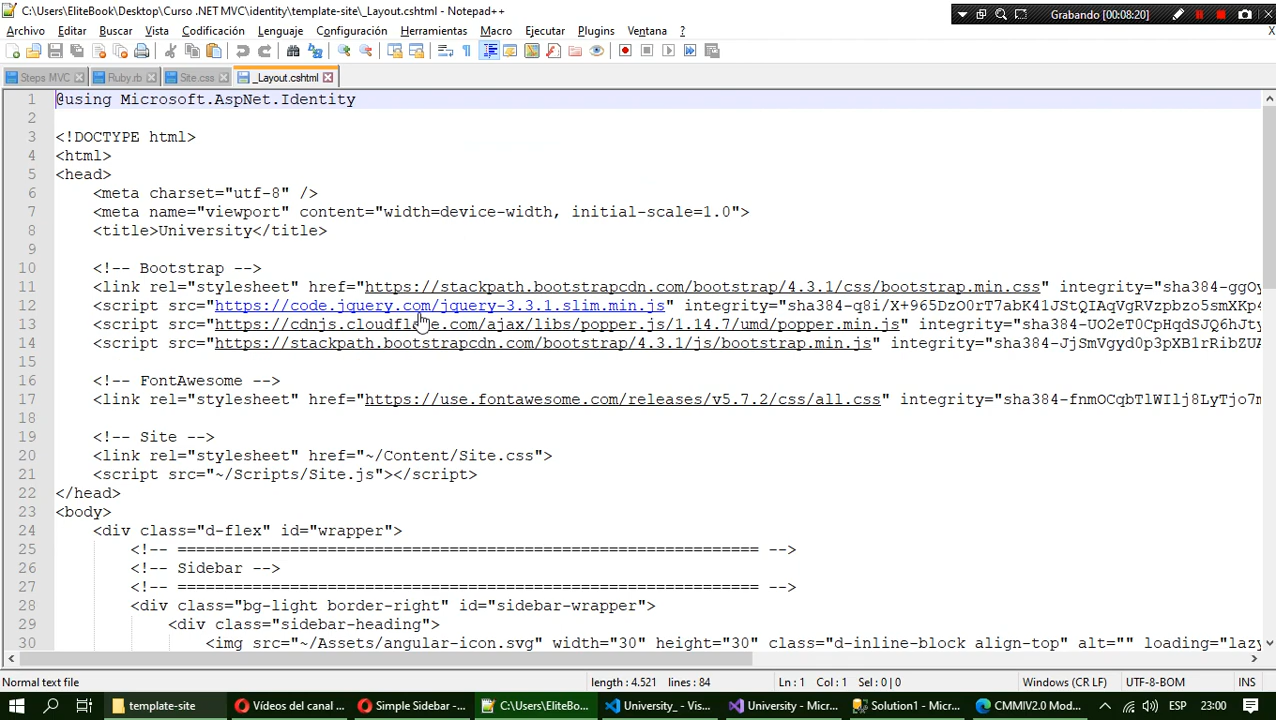 C:\Users\EliteBook\Desktop\Curso .NET MVC\identity\template-site\_Layout.cshtml - Notepad++
Grabando [00:08:20]
Archivo Editar Buscar Vista Codificación Lenguaje Configuración Herramientas Macro Ejecutar Plugins Ventana ? X
Steps MVC Ruby.rb Site.css _Layout.cshtml
1 @using Microsoft.AspNet.Identity
2
3 <!DOCTYPE html>
4 <html>
5 <head>
6 <meta charset="utf-8" />
7 <meta name="viewport" content="width=device-width, initial-scale=1.0">
8 <title>University</title>
9
10 <!-- Bootstrap -->
11 <link rel="stylesheet" href="https://stackpath.bootstrapcdn.com/bootstrap/4.3.1/css/bootstrap.min.css" integrity="sha384-ggOy
12 <script src="https://code.jquery.com/jquery-3.3.1.slim.min.js" integrity="sha384-q8i/X+965DzO0rT7abK41JStQIAqVgRVzpbzo5smXKp4
13 <script src="https://cdnjs.cloudflare.com/ajax/libs/popper.js/1.14.7/umd/popper.min.js" integrity="sha384-UO2eT0CpHqdSJQ6hJty
14 <script src="https://stackpath.bootstrapcdn.com/bootstrap/4.3.1/js/bootstrap.min.js" integrity="sha384-JjSmVgyd0p3pXB1rRibZUA
15
16 <!-- FontAwesome -->
17 <link rel="stylesheet" href="https://use.fontawesome.com/releases/v5.7.2/css/all.css" integrity="sha384-fnmOCqbTlWIlj8LyTjo7m
18
19 <!-- Site -->
20 <link rel="stylesheet" href="~/Content/Site.css">
21 <script src="~/Scripts/Site.js"></script>
22 </head>
23 <body>
24 <div class="d-flex" id="wrapper">
25 <!-- ============================================================== -->
26 <!-- Sidebar -->
27 <!-- ============================================================== -->
28 <div class="bg-light border-right" id="sidebar-wrapper">
29 <div class="sidebar-heading">
30 <img src="~/Assets/angular-icon.svg" width="30" height="30" class="d-inline-block align-top" alt="" loading="lazy
Normal text file length : 4.521 lines : 84 Ln : 1 Col : 1 Sel : 0 | 0 Windows (CR LF) UTF-8-BOM INS
template-site Vídeos del canal ... Simple Sidebar - ... C:\Users\EliteBoo... University_ - Vis... University - Micr... Solution1 - Micr... CMMIV2.0 Mod... ESP 23:00